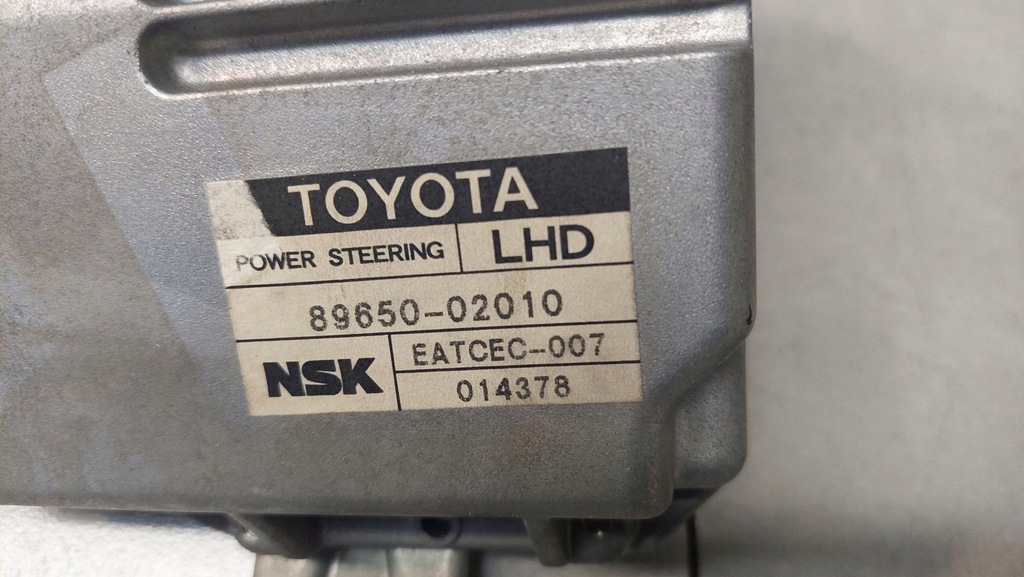 TOYOTA
POWER STEERING LHD
89650-02010
NSK EATCEC-007
014378